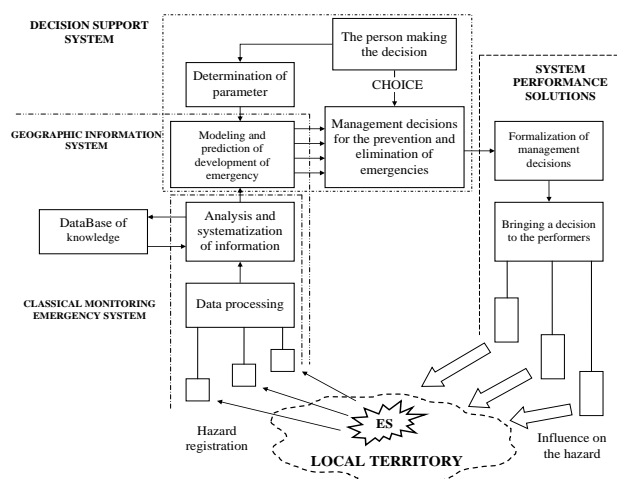 DECISION SUPPORT
SYSTEM
The person making
the decision
Determination of
parameter
CHOICE
SYSTEM
PERFORMANCE
SOLUTIONS
GEOGRAPHIC INFORMATION
SYSTEM
Modeling and
prediction of
development of
emergency
Management decisions
for the prevention and
elimination of
emergencies
Formalization of
management
decisions
DataBase of
knowledge
Analysis and
systematization
of information
Bringing a decision
to the performers
CLASSICAL MONITORING
EMERGENCY SYSTEM
Data processing
Hazard
registration
ES
LOCAL TERRITORY
Influence on
the hazard